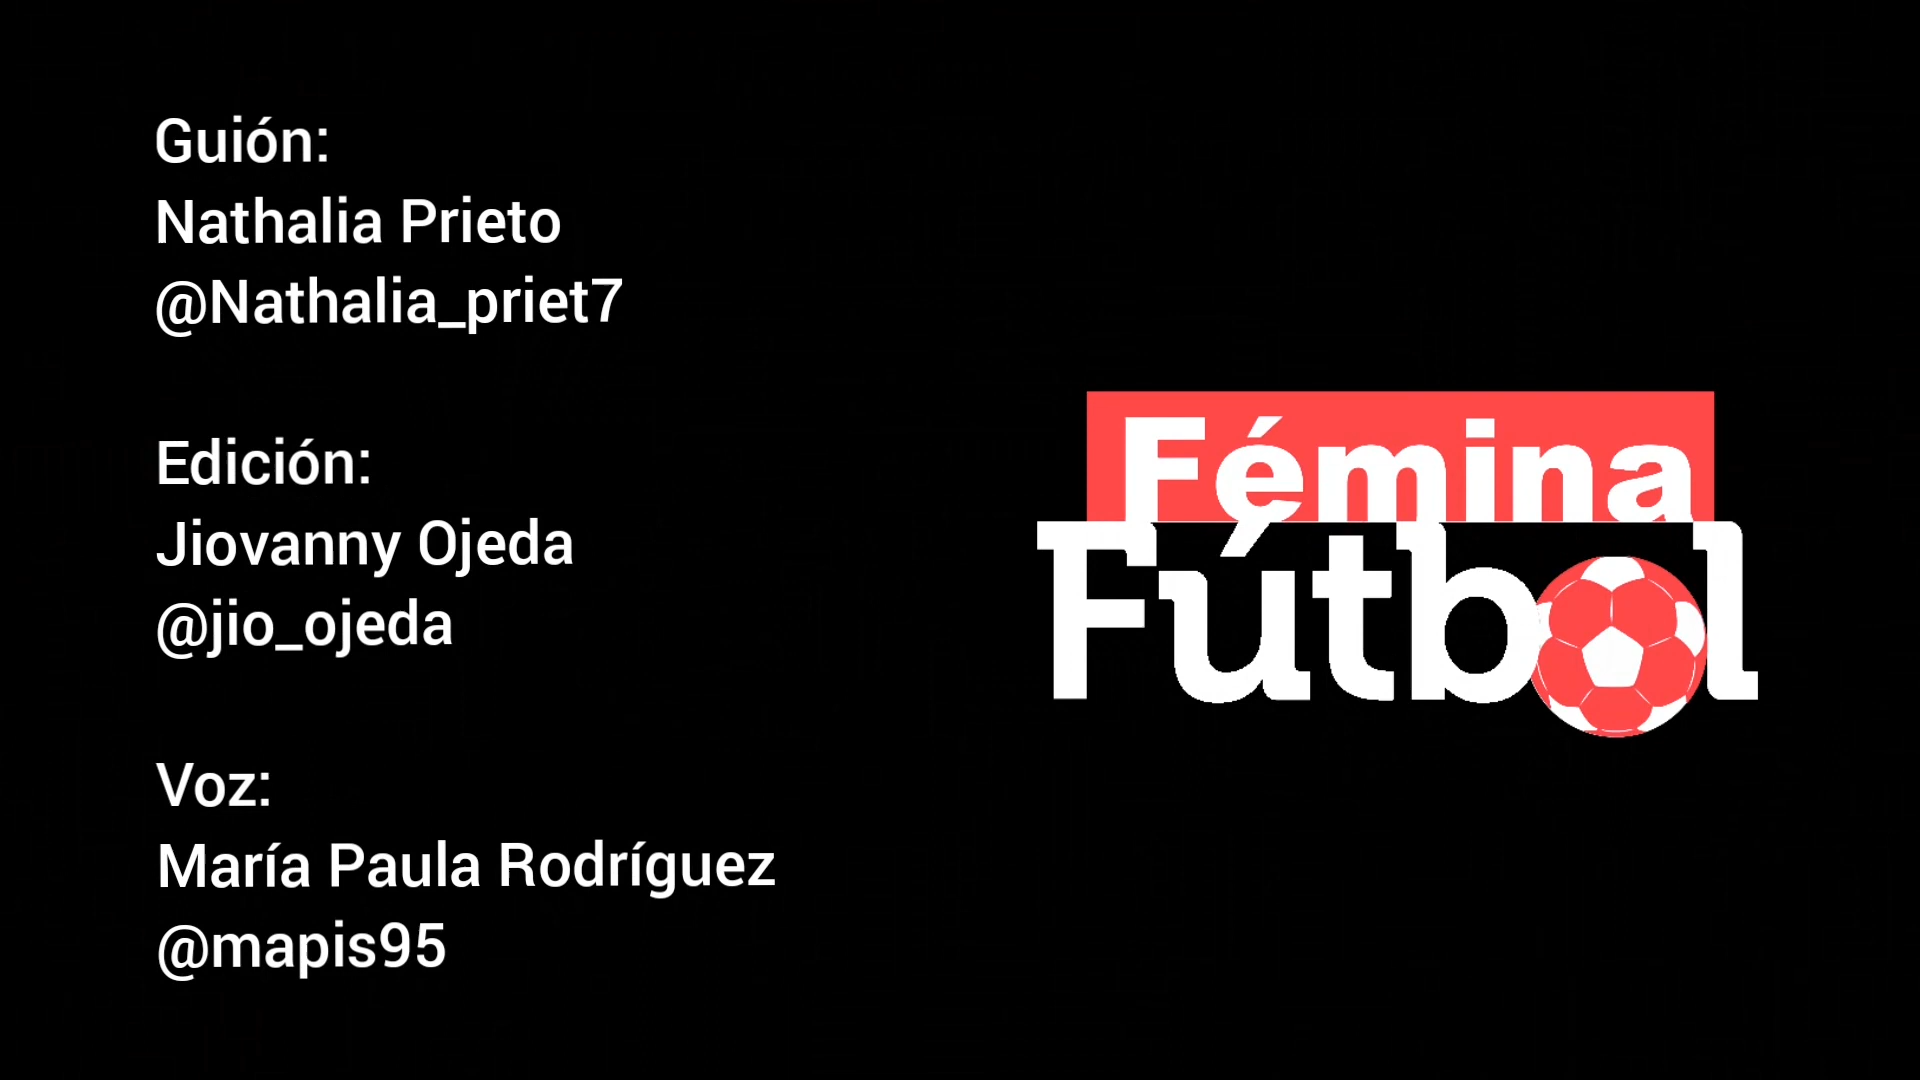 Guión:
Nathalia Prieto
@Nathalia_priet7
Edición:
Jiovanny Ojeda
@jio_ojeda
Voz:
María Paula Rodríguez
@mapis95
Fémina
Fútbol